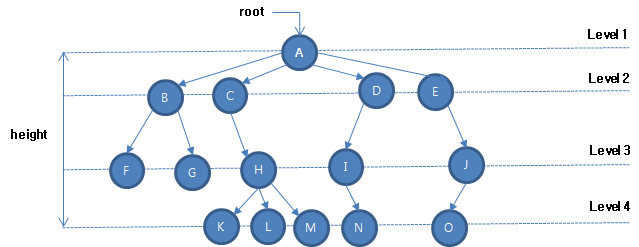 root
Level 1
A
Level 2
B C D E
height
Level 3
F G H I J
Level 4
K L M N O